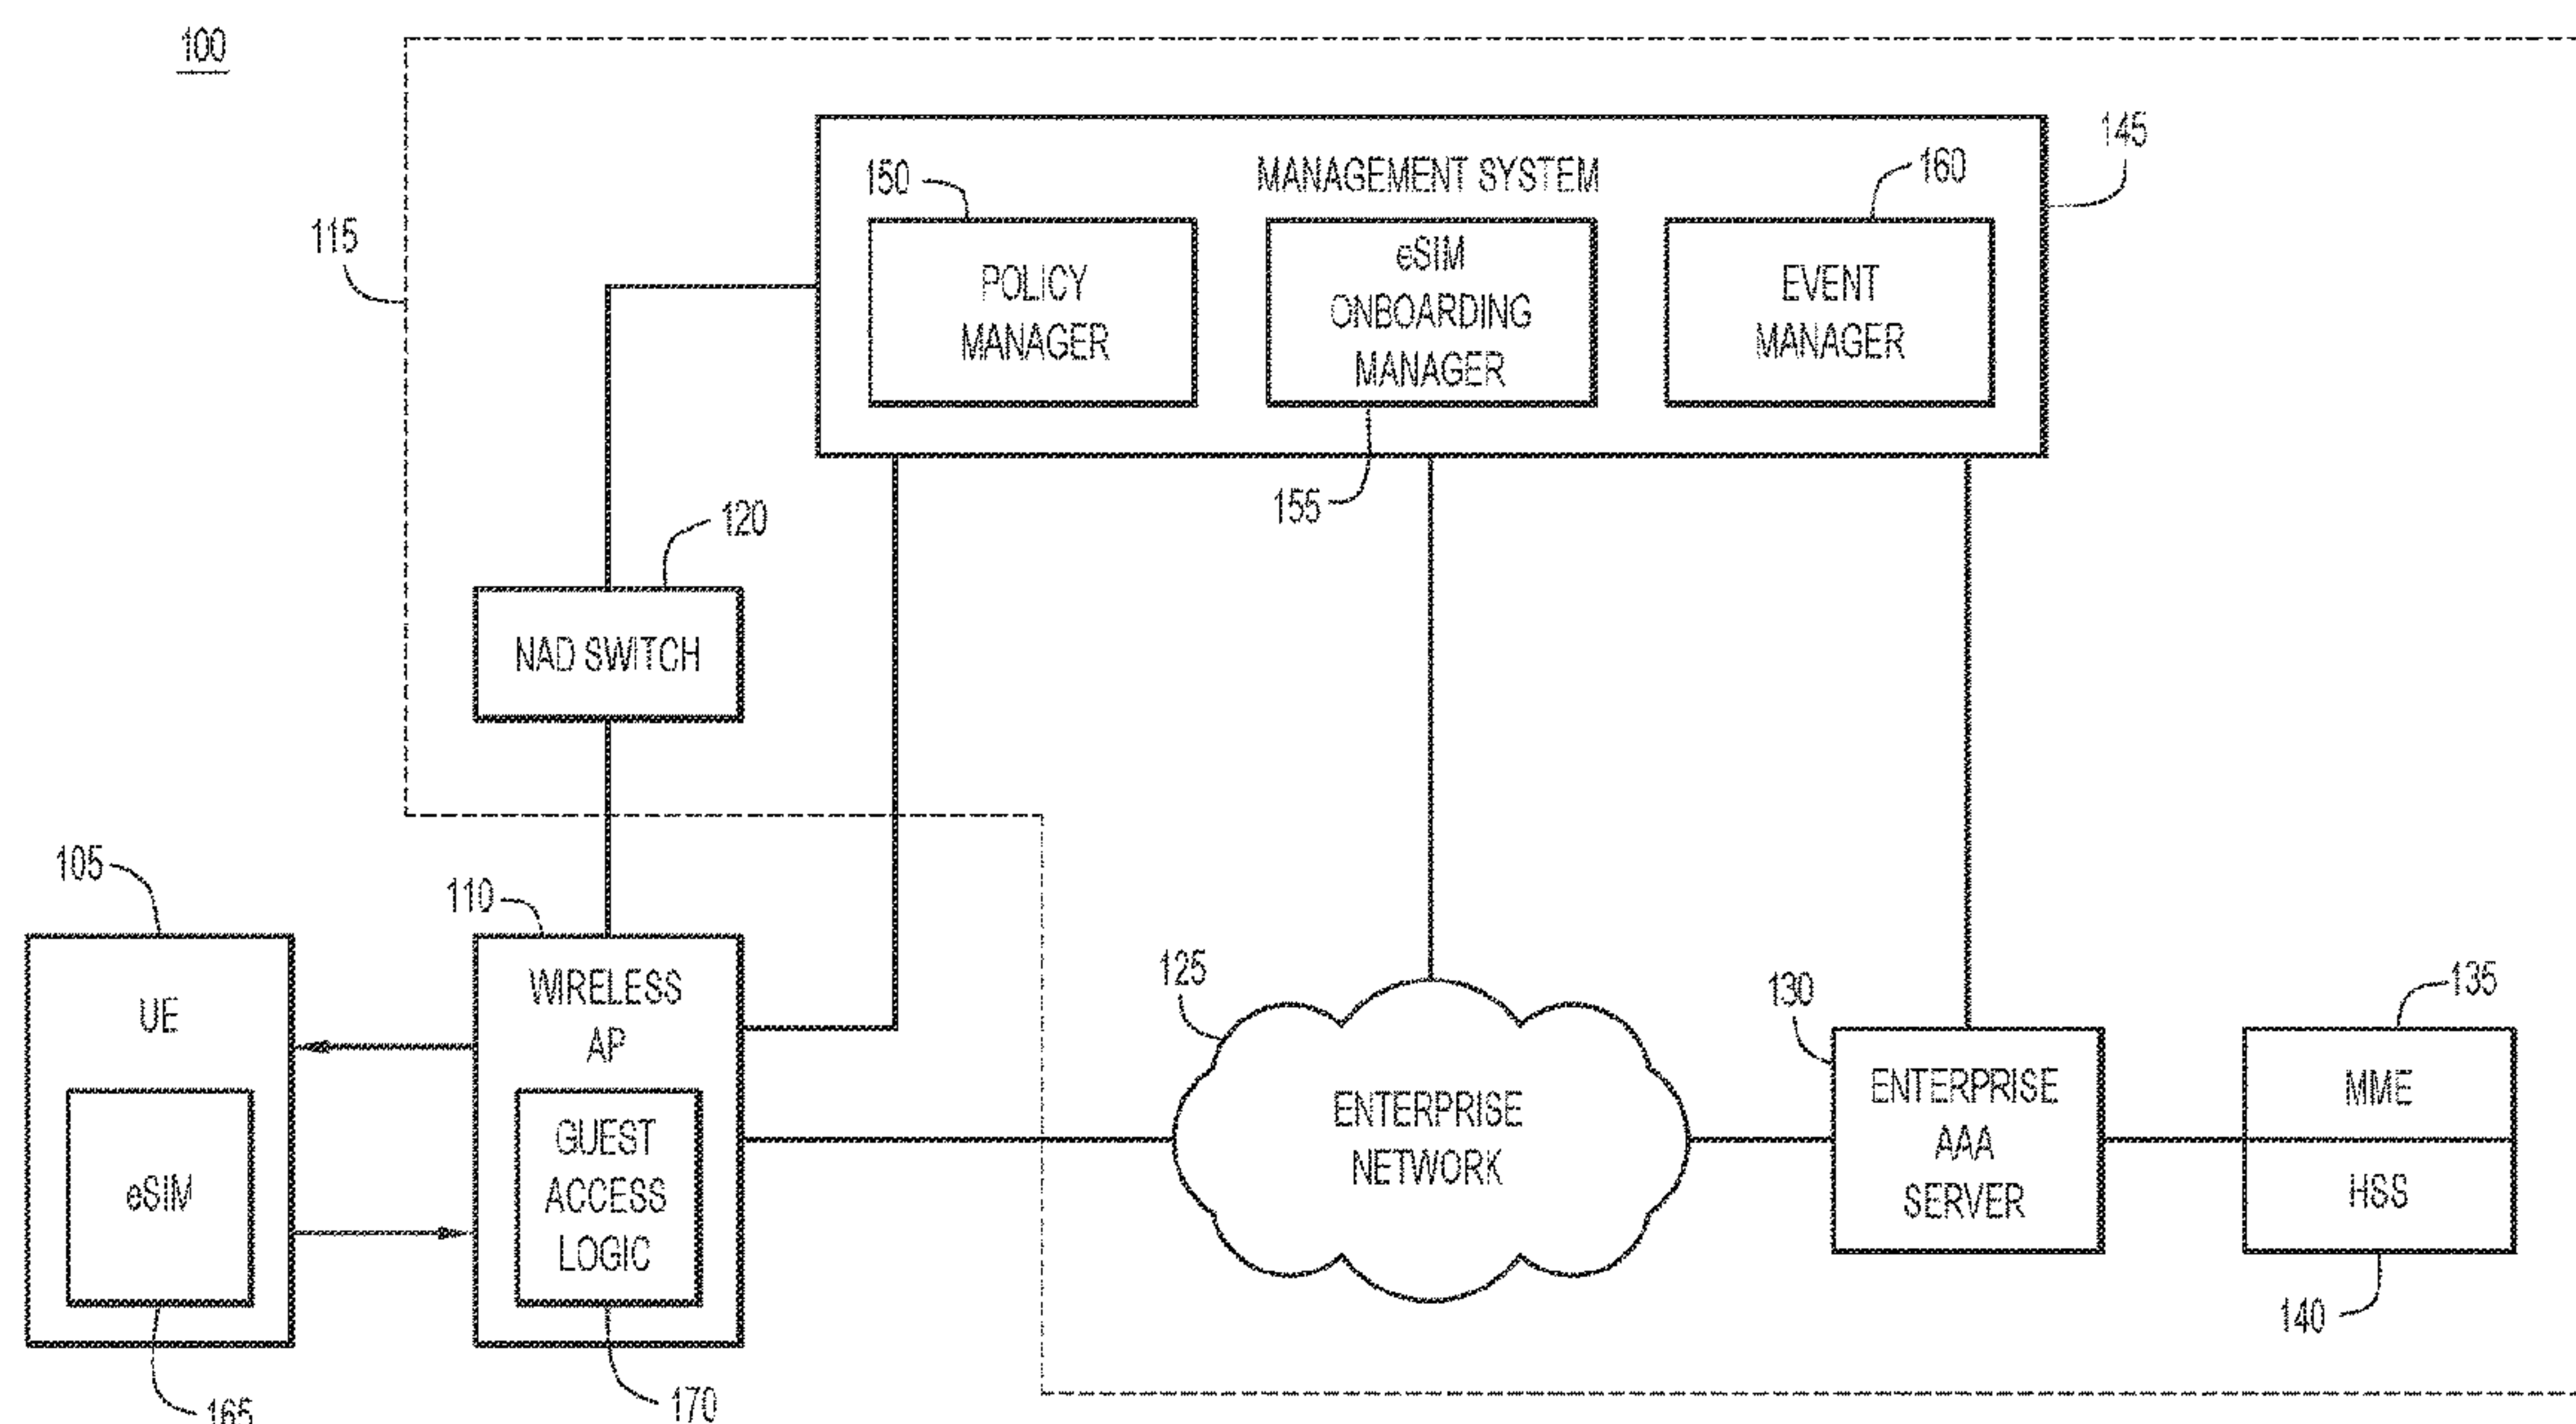 100
145
150
MANAGEMENT SYSTEM
160
115
POLICY
MANAGER
eSIM
ONBOARDING
MANAGER
EVENT
MANAGER
155
120
NAD SWITCH
105
110
UE
eSIM
165
WIRELESS
AP
GUEST
ACCESS
LOGIC
170
125
ENTERPRISE
NETWORK
130
ENTERPRISE
AAA
SERVER
135
MME
HSS
140